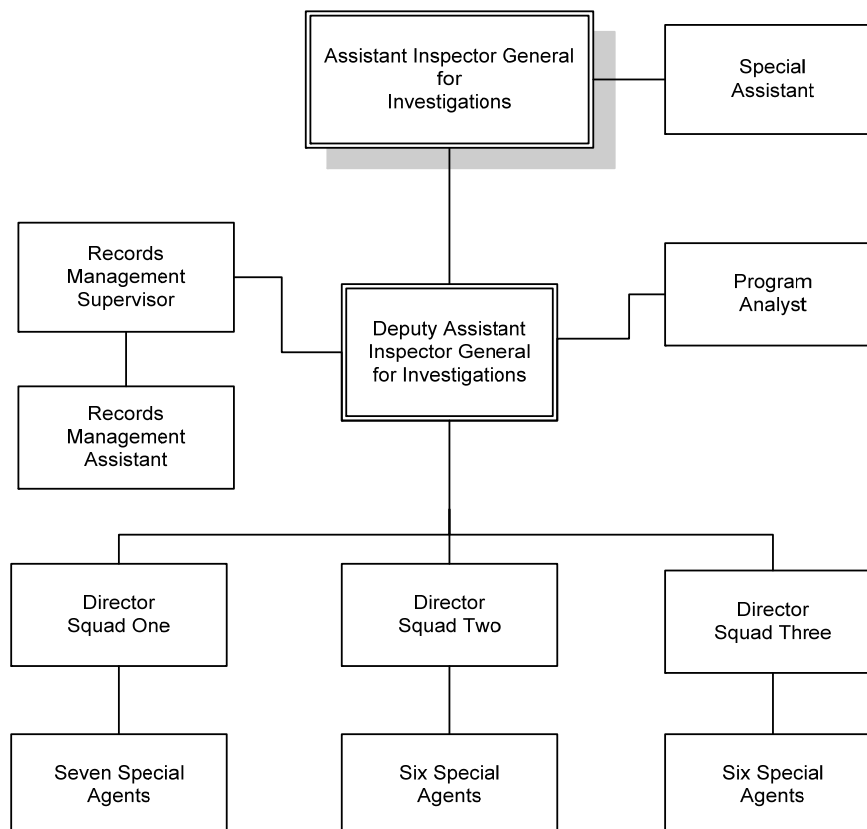 Assistant Inspector General
for
Investigations
Special
Assistant
Records
Management
Supervisor
Program
Analyst
Deputy Assistant
Inspector General
for Investigations
Records
Management
Assistant
Director
Squad One
Director
Squad Two
Director
Squad Three
Seven Special
Agents
Six Special
Agents
Six Special
Agents